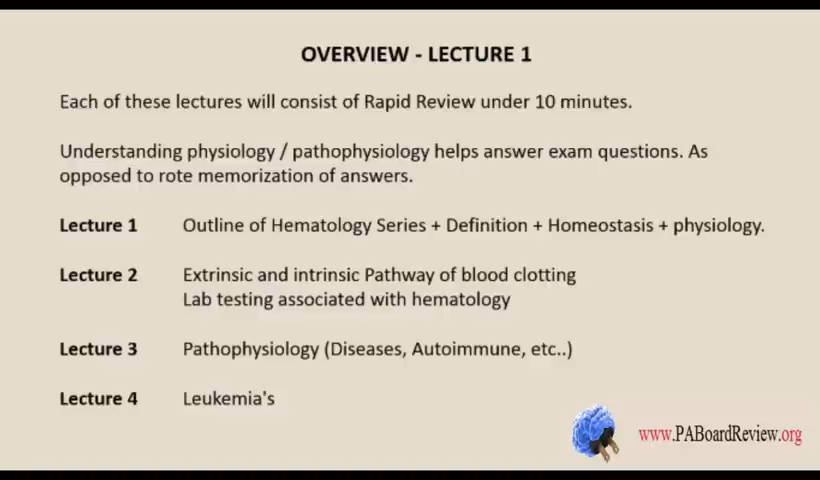 OVERVIEW - LECTURE 1
Each of these lectures will consist of Rapid Review under 10 minutes.
Understanding physiology / pathophysiology helps answer exam questions. As
opposed to rote memorization of answers.
Lecture 1 Outline of Hematology Series + Definition + Homeostasis + physiology.
Lecture 2 Extrinsic and intrinsic Pathway of blood clotting
Lab testing associated with hematology
Lecture 3 Pathophysiology (Diseases, Autoimmune, etc..)
Lecture 4 Leukemia's
www.PABoardReview.org